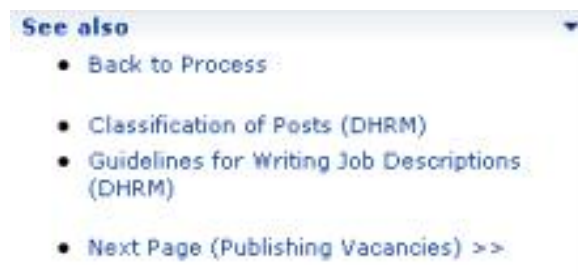 See also
Back to Process
Classification of Posts (DHRM)
Guidelines for Writing Job Descriptions
(DHRM)
Next Page (Publishing Vacancies) >>